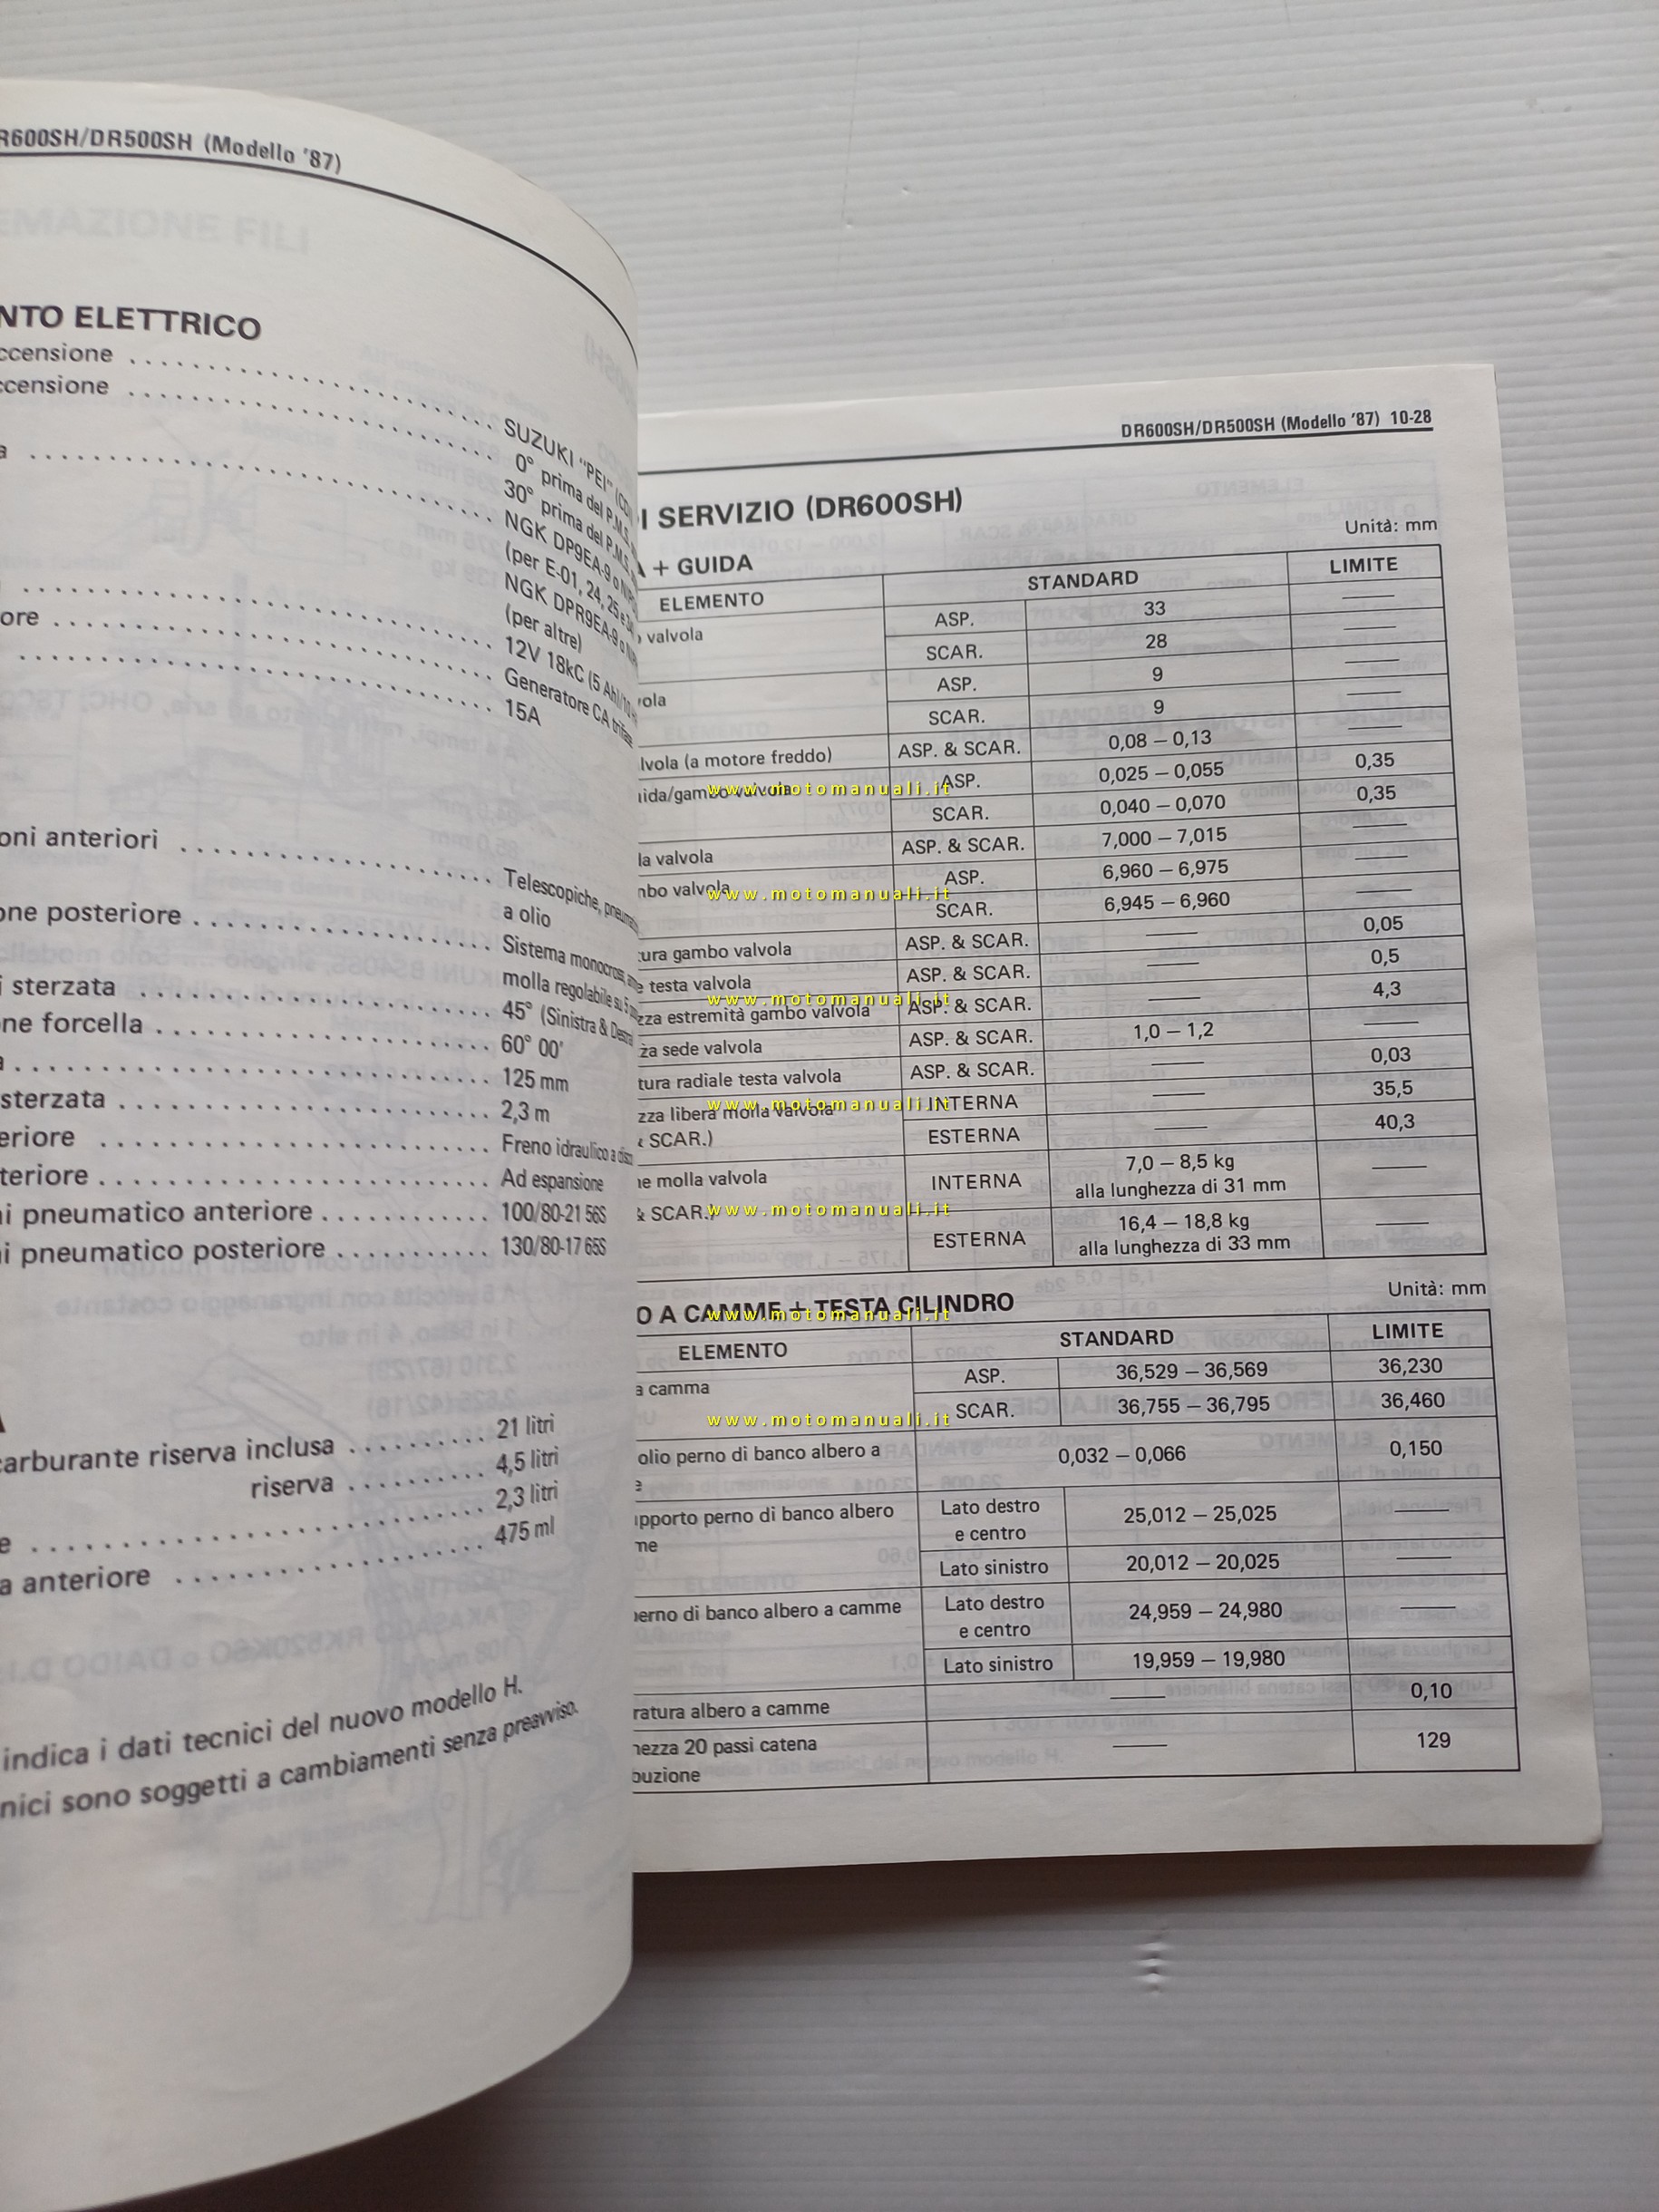 R600SH/DR500SH (Modello '87)
NTO ELETTRICO
ccensione
SUZUKI "PEI" (CDI
ccensione
0° prima del P.M.S.
30° prima del P.M.S.
a
NGK DP9EA-9 o
(per E-01, 24, 25 e 34
NGK DPR9EA-9 o
(per altre)
12V 18kC (5 Ah)/10
ore
Generatore CA trifase
15A
oni anteriori
Telescopiche,
a olio
one posteriore
Sistema monocross,
molla regolabile su 5
i sterzata
45° (Sinistra & Destra
ne forcella
60° 00'
a
125 mm
sterzata
2,3 m
eriore
Freno idraulico a disco
teriore
Ad espansione
ni pneumatico anteriore
100/80-21 56S
ni pneumatico posteriore
130/80-17 65S
A
carburante riserva inclusa
21 litri
riserva
4,5 litri
e
2,3 litri
a anteriore
475 ml
indica i dati tecnici del nuovo modello H.
nici sono soggetti a cambiamenti senza preavviso.
DR600SH/DR500SH (Modello '87) 10-28
I SERVIZIO (DR600SH)
Unità: mm
A + GUIDA
ELEMENTO STANDARD LIMITE
valvola ASP. 33 ——
SCAR. 28 ——
vola ASP. 9 ——
SCAR. 9 ——
lvola (a motore freddo) ASP. & SCAR. 0,08 – 0,13 ——
uida/gambo valvola ASP. 0,025 – 0,055 0,35
www.motomanuali.it
SCAR. 0,040 – 0,070 0,35
la valvola ASP. & SCAR. 7,000 – 7,015 ——
mbo valvola ASP. 6,960 – 6,975 ——
www.motomanuali.it
SCAR. 6,945 – 6,960 ——
tura gambo valvola ASP. & SCAR. —— 0,05
e testa valvola ASP. & SCAR. —— 0,5
www.motomanuali.it
zza estremità gambo valvola ASP. & SCAR. —— 4,3
za sede valvola ASP. & SCAR. 1,0 – 1,2 ——
tura radiale testa valvola ASP. & SCAR. —— 0,03
zza libera molla valvola INTERNA —— 35,5
www.motomanuali.it
& SCAR.) ESTERNA —— 40,3
ne molla valvola INTERNA 7,0 – 8,5 kg ——
alla lunghezza di 31 mm
& SCAR.)
www.motomanuali.it
ESTERNA 16,4 – 18,8 kg ——
alla lunghezza di 33 mm
Unità: mm
O A CAMME + TESTA CILINDRO
www.motomanuali.it
ELEMENTO STANDARD LIMITE
a camma ASP. 36,529 – 36,569 36,230
SCAR. 36,755 – 36,795 36,460
www.motomanuali.it
olio perno di banco albero a 0,032 – 0,066 0,150
e
upporto perno di banco albero Lato destro 25,012 – 25,025 ——
me e centro
Lato sinistro 20,012 – 20,025 ——
perno di banco albero a camme Lato destro 24,959 – 24,980 ——
e centro
Lato sinistro 19,959 – 19,980
ratura albero a camme —— 0,10
hezza 20 passi catena —— 129
buzione